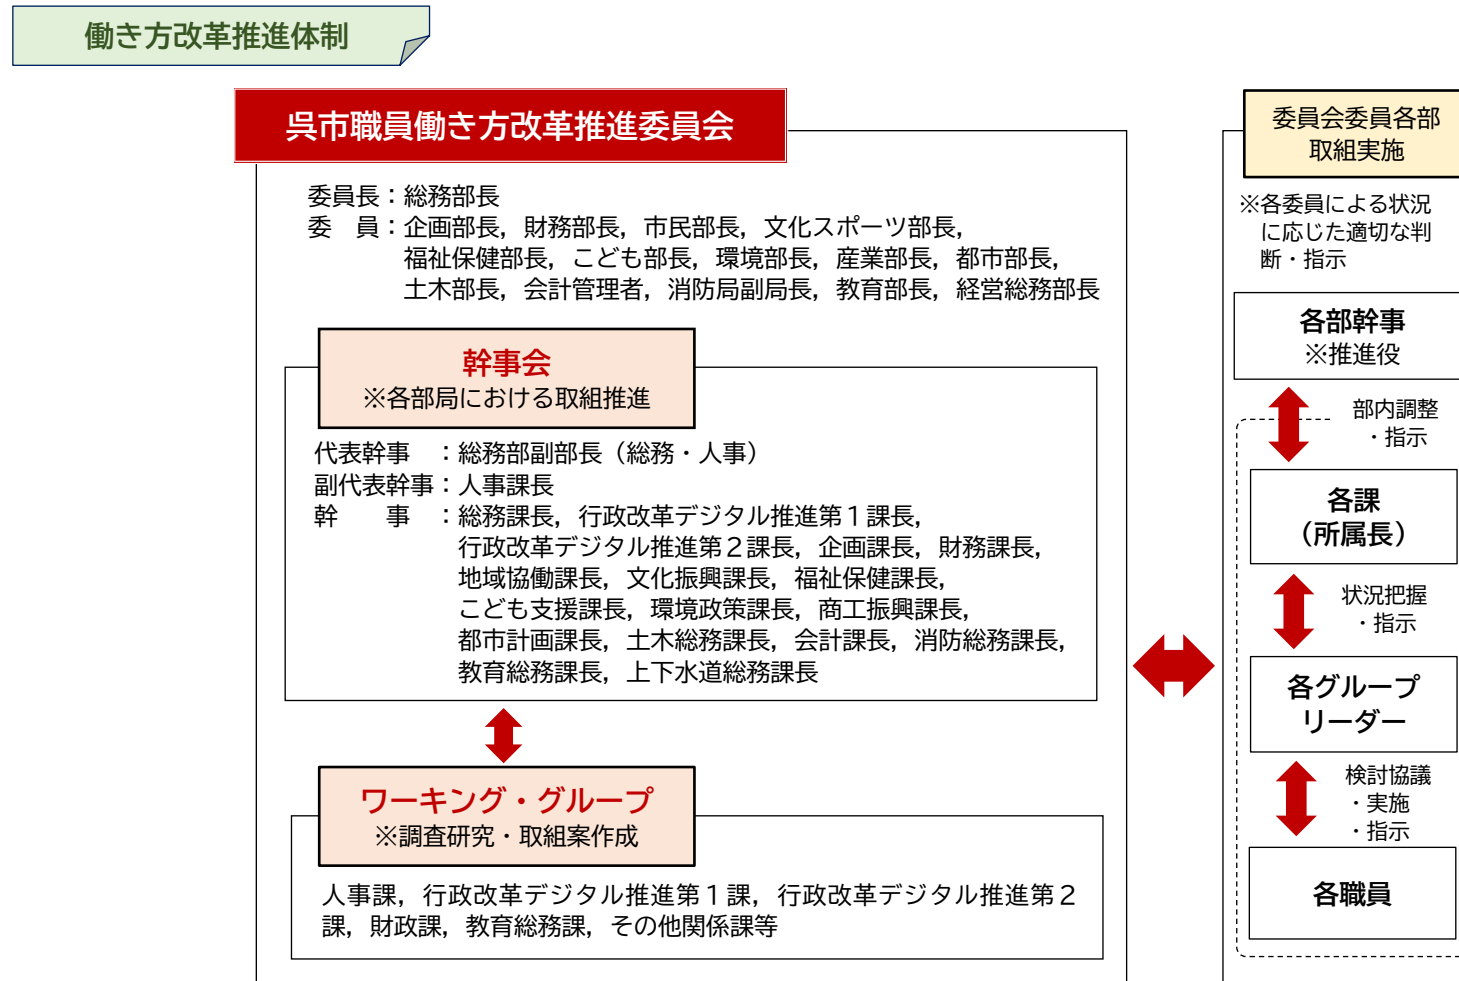 働き方改革推進体制
呉市職員働き方改革推進委員会
委員長：総務部長
委　員：企画部長，財務部長，市民部長，文化スポーツ部長，
福祉保健部長，こども部長，環境部長，産業部長，都市部長，
土木部長，会計管理者，消防局副局長，教育部長，経営総務部長
幹事会
※各部局における取組推進
代表幹事　：総務部副部長（総務・人事）
副代表幹事：人事課長
幹　　事　：総務課長，行政改革デジタル推進第１課長，
行政改革デジタル推進第２課長，企画課長，財務課長，
地域協働課長，文化振興課長，福祉保健課長，
こども支援課長，環境政策課長，商工振興課長，
都市計画課長，土木総務課長，会計課長，消防総務課長，
教育総務課長，上下水道総務課長
ワーキング・グループ
※調査研究・取組案作成
人事課，行政改革デジタル推進第１課，行政改革デジタル推進第２
課，財政課，教育総務課，その他関係課等
委員会委員各部
取組実施
※各委員による状況
に応じた適切な判
断・指示
各部幹事
※推進役
部内調整
・指示
各課
（所属長）
状況把握
・指示
各グループ
リーダー
検討協議
・実施
・指示
各職員